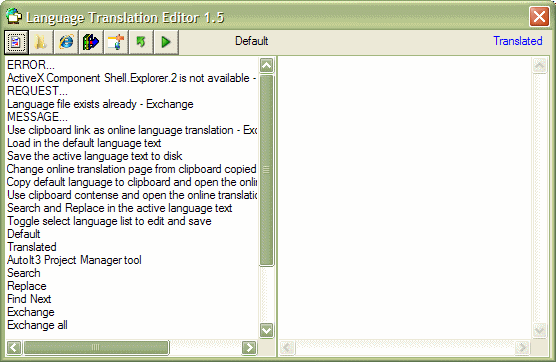 Language Translation Editor 1.5
Default
Translated
ERROR...
ActiveX Component Shell.Explorer.2 is not available -
REQUEST...
Language file exists already - Exchange
MESSAGE...
Use clipboard link as online language translation - Exc
Load in the default language text
Save the active language text to disk
Change online translation page from clipboard copied
Copy default language to clipboard and open the onlin
Use clipboard contense and open the online translatio
Search and Replace in the active language text
Toggle select language list to edit and save
Default
Translated
AutoIt3 Project Manager tool
Search
Replace
Find Next
Exchange
Exchange all